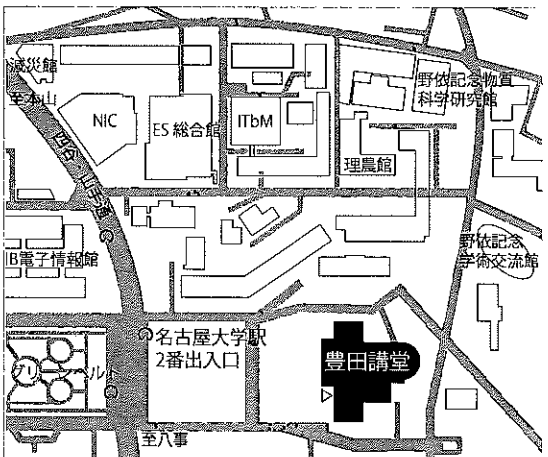 減災館
至本山
NIC
ES 総合館
ITbM
野依記念物質
科学研究館
理農館
四谷・山手通
IB電子情報館
野依記念
学術交流館
名古屋大学駅
2番出入口
豊田講堂
グリーンベルト
至八事